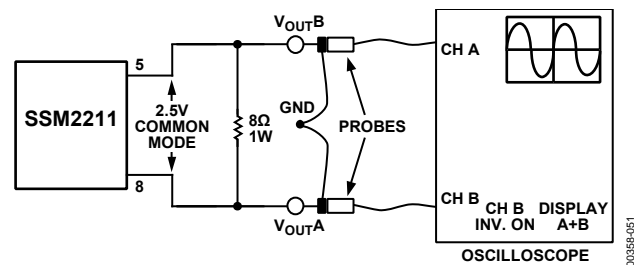 VOUTB
CH A
5
SSM2211
2.5V
COMMON
MODE
8Ω
1W
GND
PROBES
8
VOUTA
CH B
CH B
INV. ON
DISPLAY
A+B
OSCILLOSCOPE
00358-051